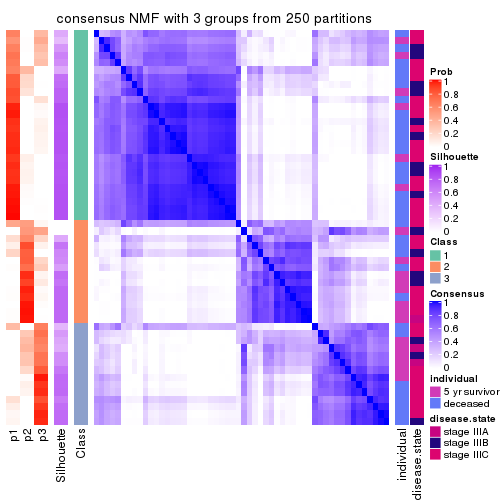 consensus NMF with 3 groups from 250 partitions
Prob
1
0.8
0.6
0.4
0.2
0
Silhouette
1
0.8
0.6
0.4
0.2
0
Class
1
2
3
Consensus
1
0.8
0.6
0.4
0.2
0
individual
5 yr survivor
deceased
disease.state
stage IIIA
stage IIIB
stage IIIC
p1
p2
p3
Silhouette
Class
individual
disease.state